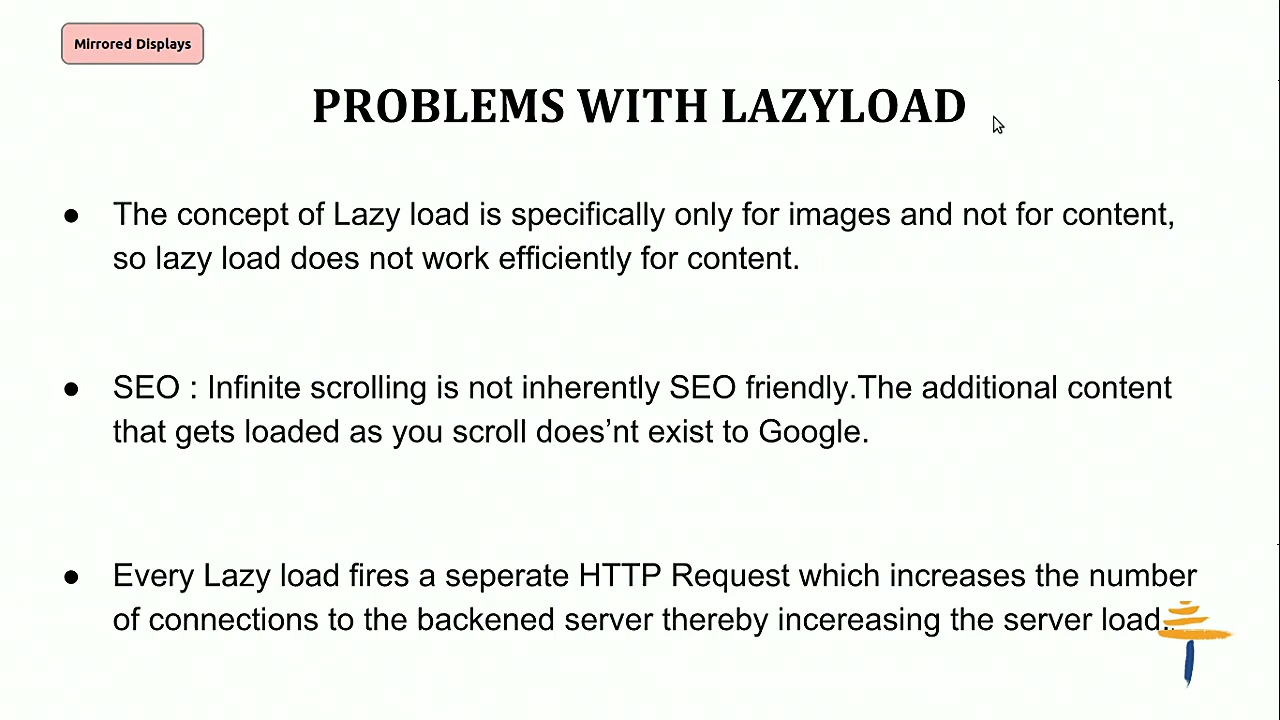 Mirrored Displays
PROBLEMS WITH LAZYLOAD
● The concept of Lazy load is specifically only for images and not for content,
so lazy load does not work efficiently for content.
● SEO : Infinite scrolling is not inherently SEO friendly.The additional content
that gets loaded as you scroll does’nt exist to Google.
● Every Lazy load fires a seperate HTTP Request which increases the number
of connections to the backened server thereby incereasing the server load.